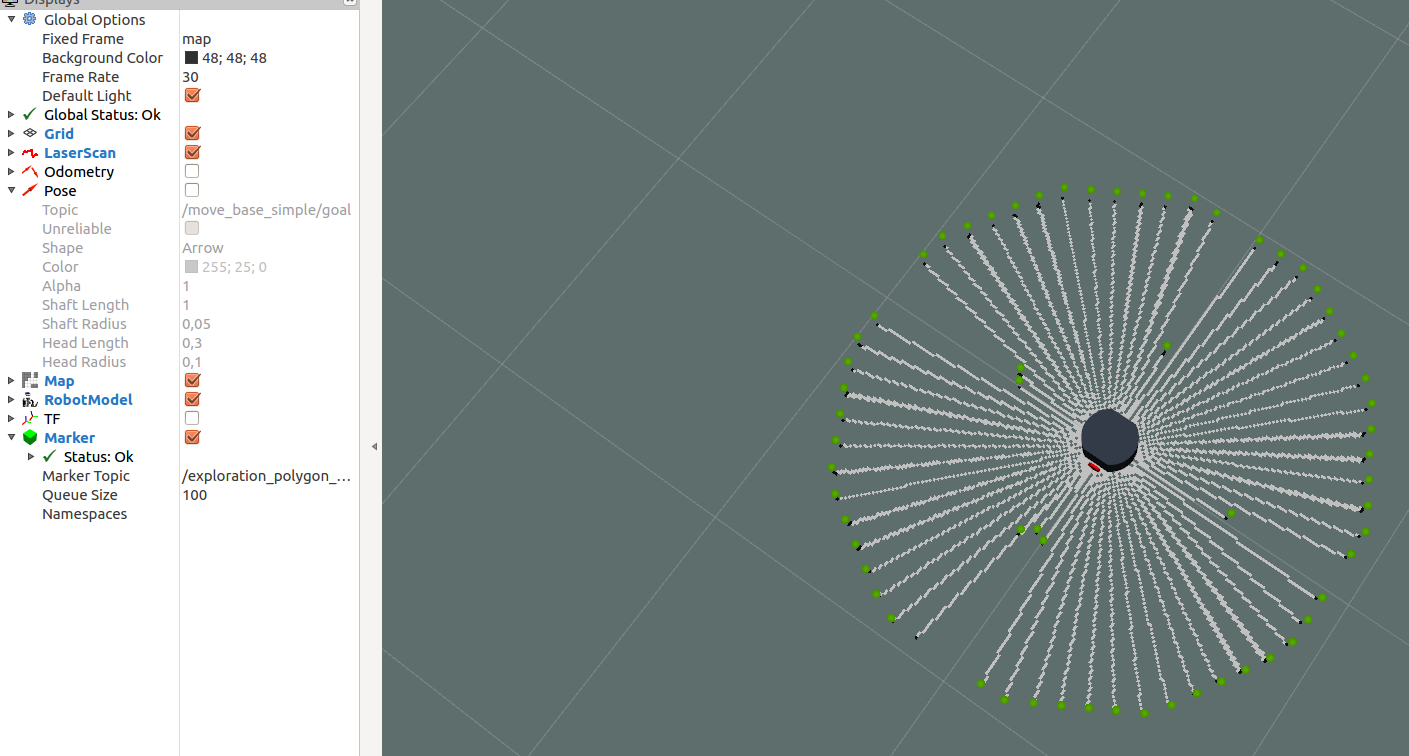 Displays
Global Options
Fixed Frame map
Background Color 48; 48; 48
Frame Rate 30
Default Light
Global Status: Ok
Grid
LaserScan
Odometry
Pose
Topic /move_base_simple/goal
Unreliable
Shape Arrow
Color 255; 25; 0
Alpha 1
Shaft Length 1
Shaft Radius 0,05
Head Length 0,3
Head Radius 0,1
Map
RobotModel
TF
Marker
Status: Ok
Marker Topic /exploration_polygon_...
Queue Size 100
Namespaces